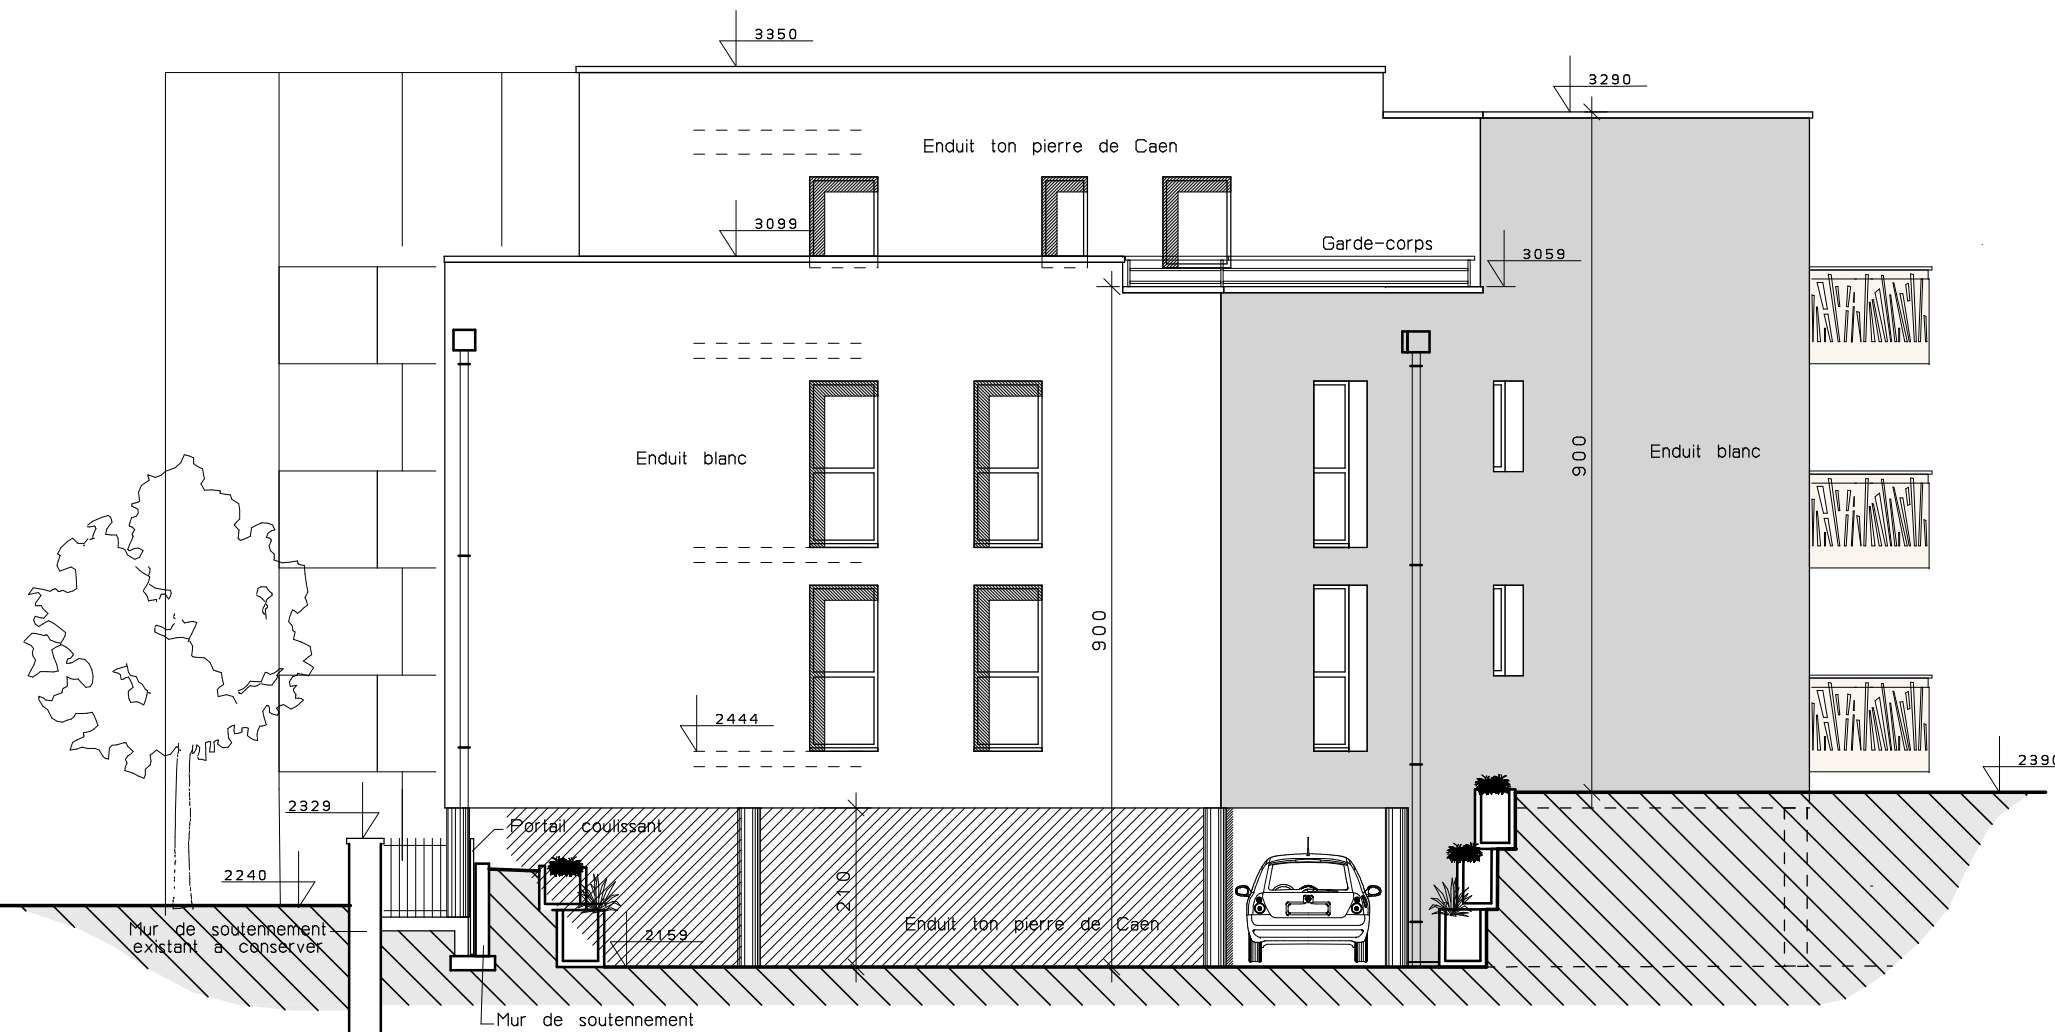 3350
3290
Enduit ton pierre de Caen
3099
Garde-corps
3059
Enduit blanc
900
Enduit blanc
900
2444
2390
2329
Portail coulissant
2240
210
Mur de soutennement
existant a conserver
Enduit ton pierre de Caen
2159
Mur de soutennement